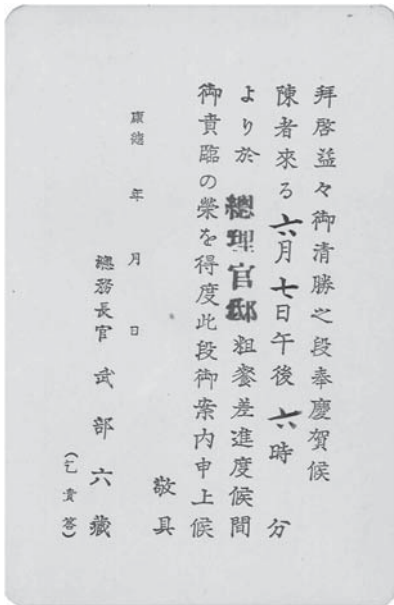 拝啓益々御清勝之段奉慶賀候
陳者來る六月七日午後六時 分
より於總理官邸粗餐差進度候間
御貴臨の榮を得度此段御案内申上候
敬具
康德 年 月 日
總務長官 武部六藏
(乞貴答)